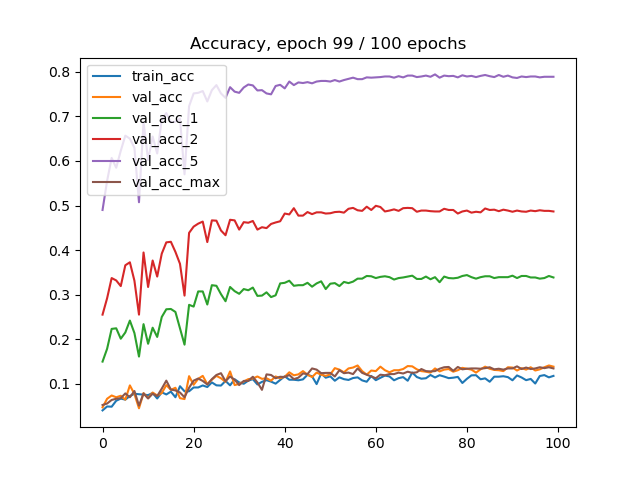 Accuracy, epoch 99 / 100 epochs
0.8
0.7
0.6
0.5
0.4
0.3
0.2
0.1
train_acc
val_acc
val_acc_1
val_acc_2
val_acc_5
val_acc_max
0 20 40 60 80 100